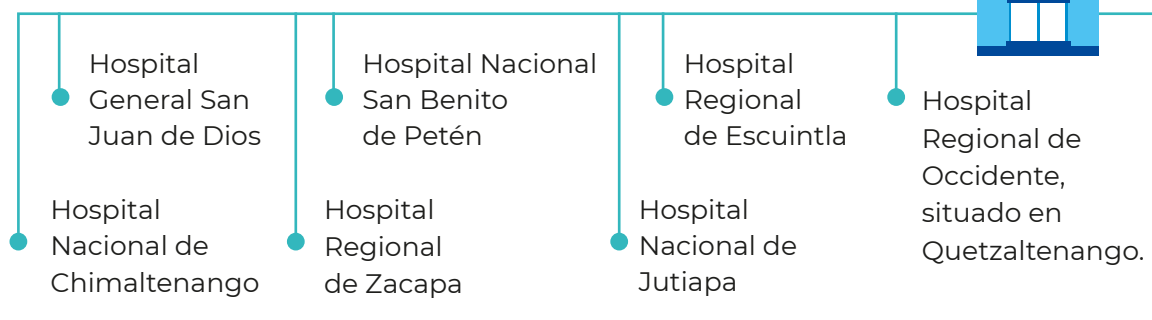 Hospital
General San
Juan de Dios
Hospital Nacional
San Benito
de Petén
Hospital
Regional
de Escuintla
Hospital
Regional de
Occidente,
situado en
Quetzaltenango.
Hospital
Nacional de
Chimaltenango
Hospital
Regional
de Zacapa
Hospital
Nacional de
Jutiapa